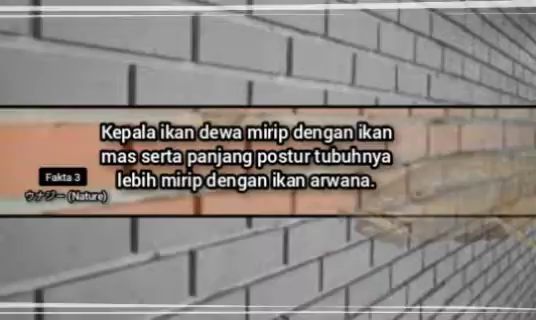 Kepala ikan dewa mirip dengan ikan
mas serta panjang postur tubuhnya
lebih mirip dengan ikan arwana.
Fakta 3
ウナジー (Nature)